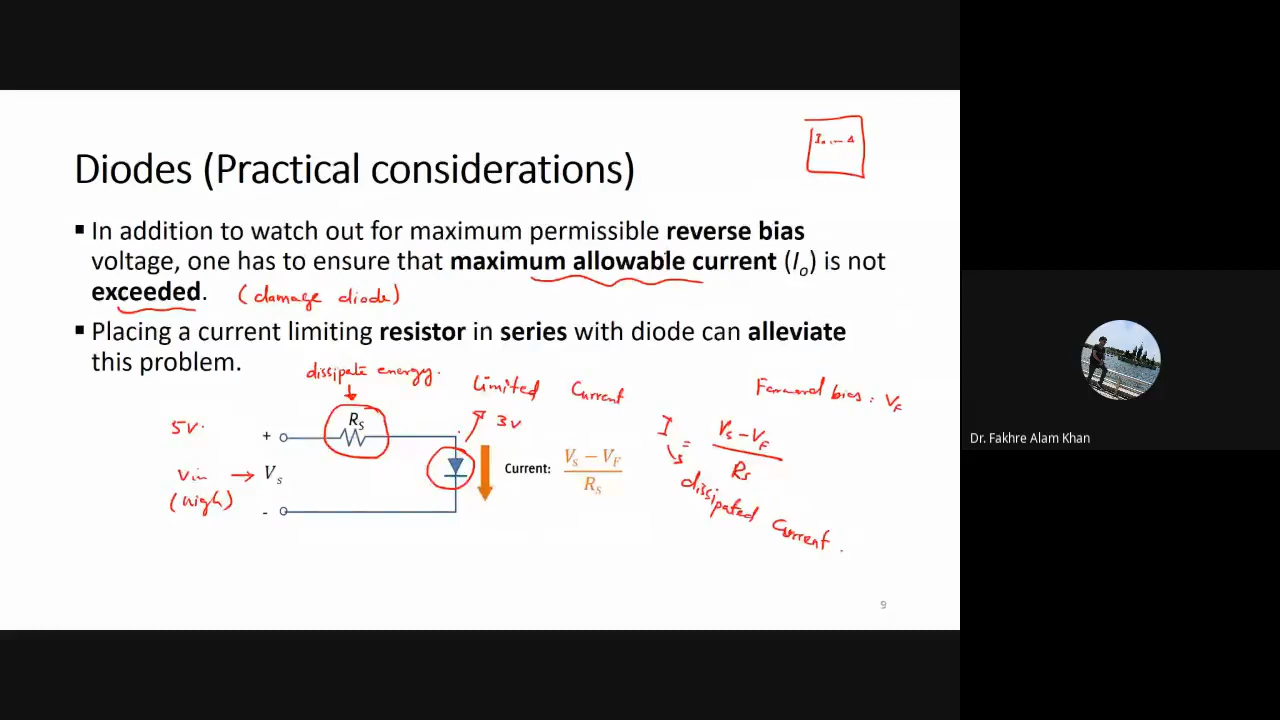 Diodes (Practical considerations)
▪ In addition to watch out for maximum permissible reverse bias
voltage, one has to ensure that maximum allowable current (Io) is not
exceeded. (damage diode)
▪ Placing a current limiting resistor in series with diode can alleviate
this problem.
dissipate energy.
Limited Current
Forward bias: VF
5V.
+
Rs
3V
I = Vs-VF
Rs
Vin → Vs
(high)
Current: Vs − VF
Rs
-
dissipated Current.
9
Dr. Fakhre Alam Khan